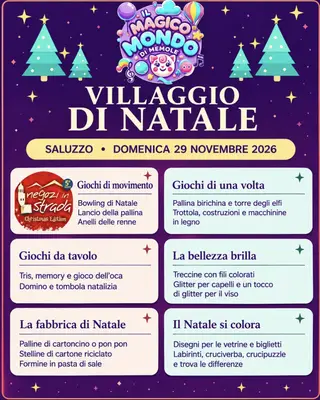 IL
MAGICO
MONDO
DI MEMOLE
VILLAGGIO
DI NATALE
SALUZZO • DOMENICA 29 NOVEMBRE 2026
negozi in
strada
Christmas Edition
Giochi di movimento
Bowling di Natale
Lancio della pallina
Anelli delle renne
Giochi di una volta
Pallina birichina e torre degli elfi
Trottola, costruzioni e macchinine
in legno
Giochi da tavolo
Tris, memory e gioco dell'oca
Domino e tombola natalizia
La bellezza brilla
Treccine con fili colorati
Glitter per capelli e un tocco
di glitter per il viso
La fabbrica di Natale
Palline di cartoncino o pon pon
Stelline di cartone riciclato
Formine in pasta di sale
Il Natale si colora
Disegni per le vetrine e biglietti
Labirinti, cruciverba, crucipuzzle
e trova le differenze